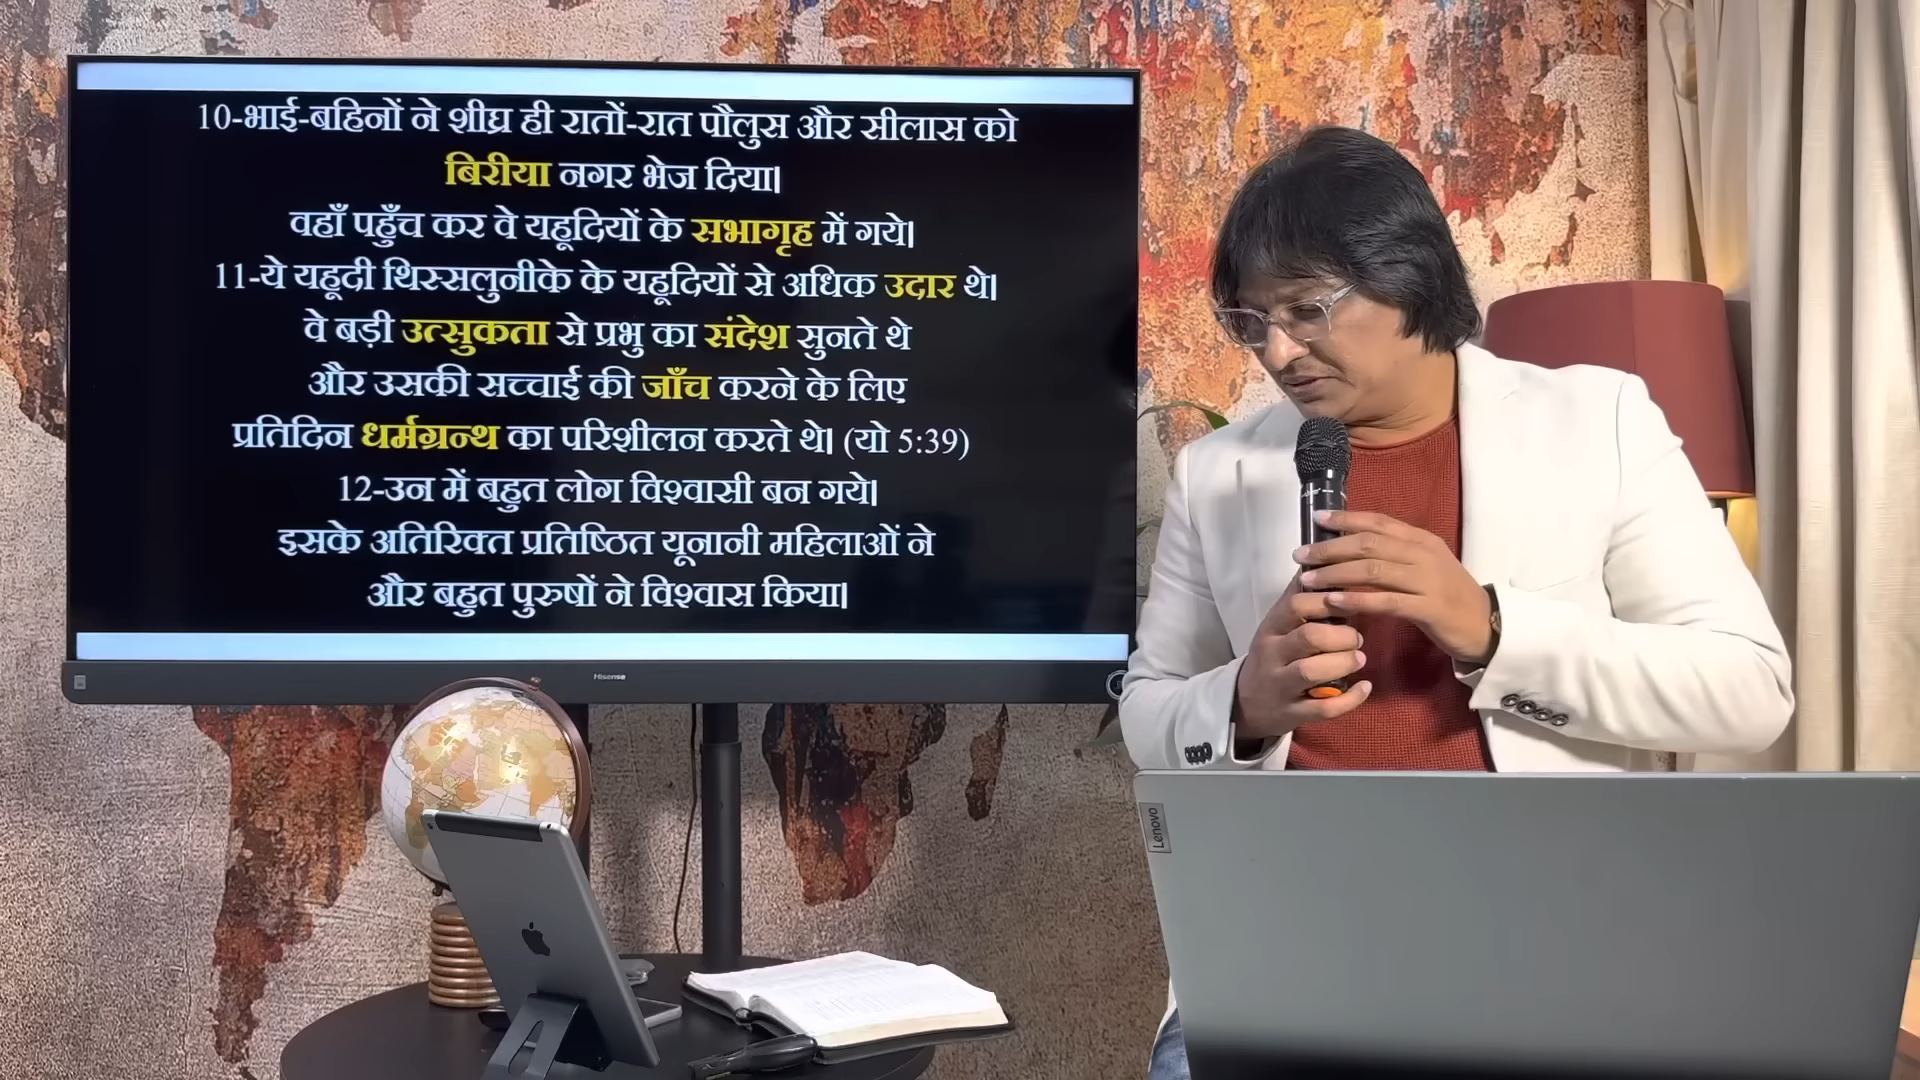 10-भाई-बहिनों ने शीघ्र ही रातों-रात पौलुस और सीलास को
बिरीया नगर भेज दिया।
वहाँ पहुँच कर वे यहूदियों के सभागृह में गये।
11-ये यहूदी थिस्सलुनीके के यहूदियों से अधिक उदार थे।
वे बड़ी उत्सुकता से प्रभु का संदेश सुनते थे
और उसकी सच्चाई की जाँच करने के लिए
प्रतिदिन धर्मग्रन्थ का परिशीलन करते थे। (यो 5:39)
12-उन में बहुत लोग विश्वासी बन गये।
इसके अतिरिक्त प्रतिष्ठित यूनानी महिलाओं ने
और बहुत पुरुषों ने विश्वास किया।
Hisense
Lenovo